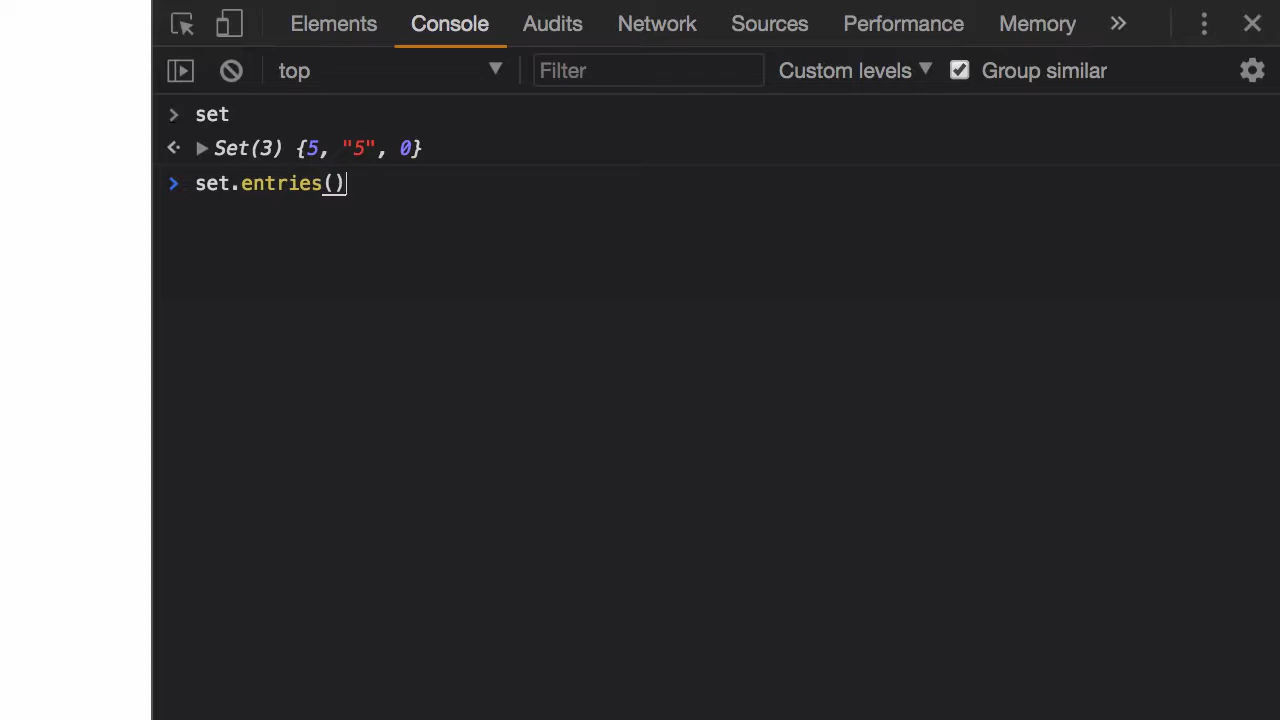 Elements Console Audits Network Sources Performance Memory »
top ▼ Filter Custom levels ▼ Group similar
> set
<· ▶ Set(3) {5, "5", 0}
> set.entries()